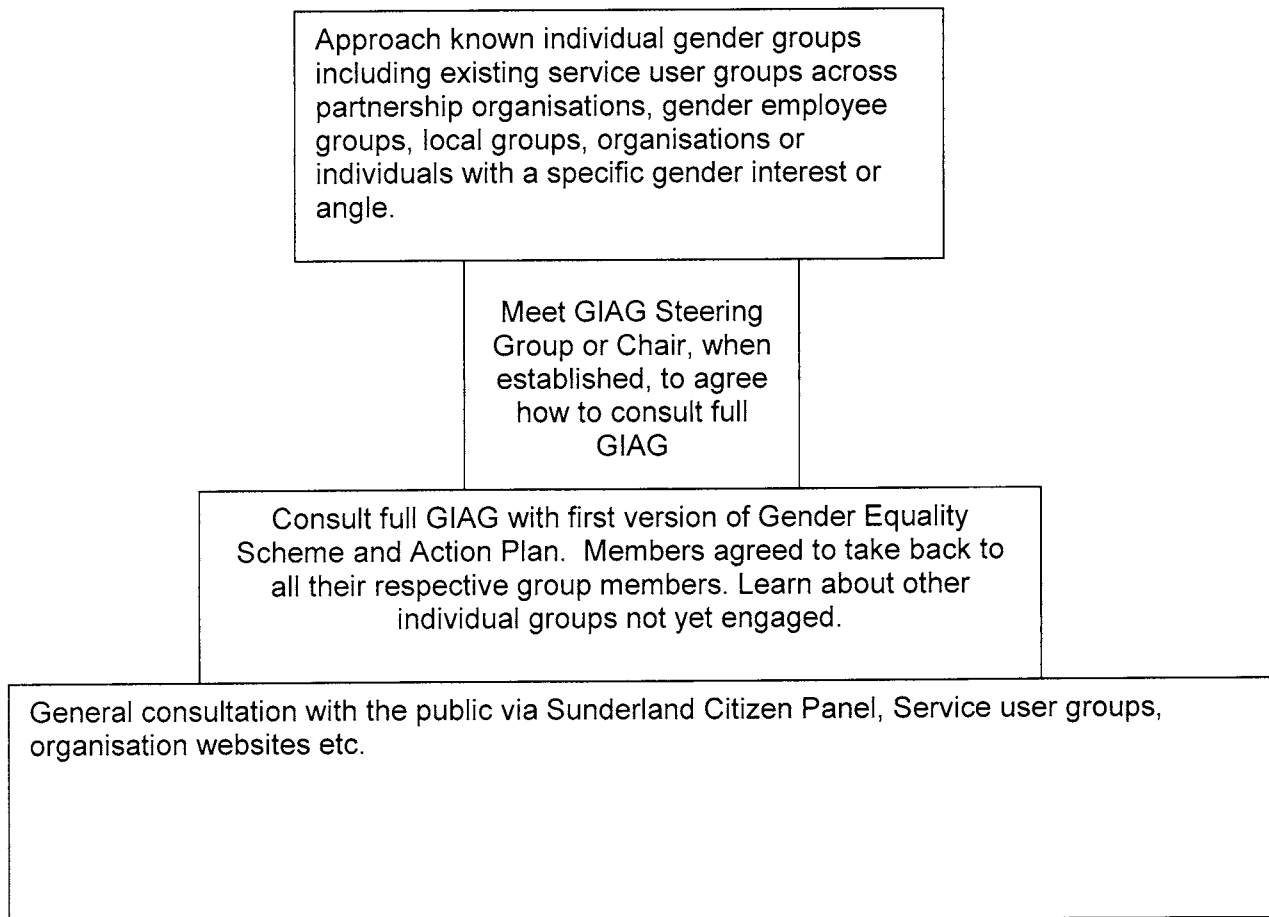 Approach known individual gender groups
including existing service user groups across
partnership organisations, gender employee
groups, local groups, organisations or
individuals with a specific gender interest or
angle.
Meet GIAG Steering
Group or Chair, when
established, to agree
how to consult full
GIAG
Consult full GIAG with first version of Gender Equality
Scheme and Action Plan.  Members agreed to take back to
all their respective group members. Learn about other
individual groups not yet engaged.
General consultation with the public via Sunderland Citizen Panel, Service user groups,
organisation websites etc.